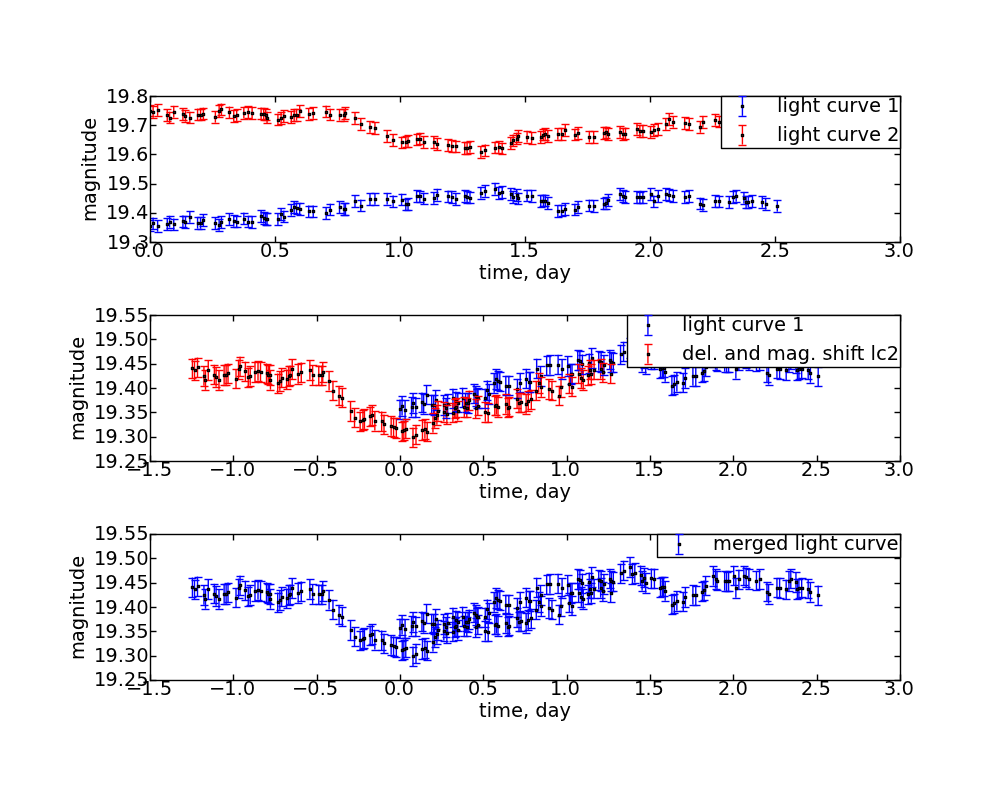 19.8
19.7
19.6
19.5
19.4
19.3
magnitude
light curve 1
light curve 2
0.0 0.5 1.0 1.5 2.0 2.5 3.0
time, day
19.55
19.50
19.45
19.40
19.35
19.30
19.25
magnitude
light curve 1
del. and mag. shift lc2
−1.5 −1.0 −0.5 0.0 0.5 1.0 1.5 2.0 2.5 3.0
time, day
19.55
19.50
19.45
19.40
19.35
19.30
19.25
magnitude
merged light curve
−1.5 −1.0 −0.5 0.0 0.5 1.0 1.5 2.0 2.5 3.0
time, day